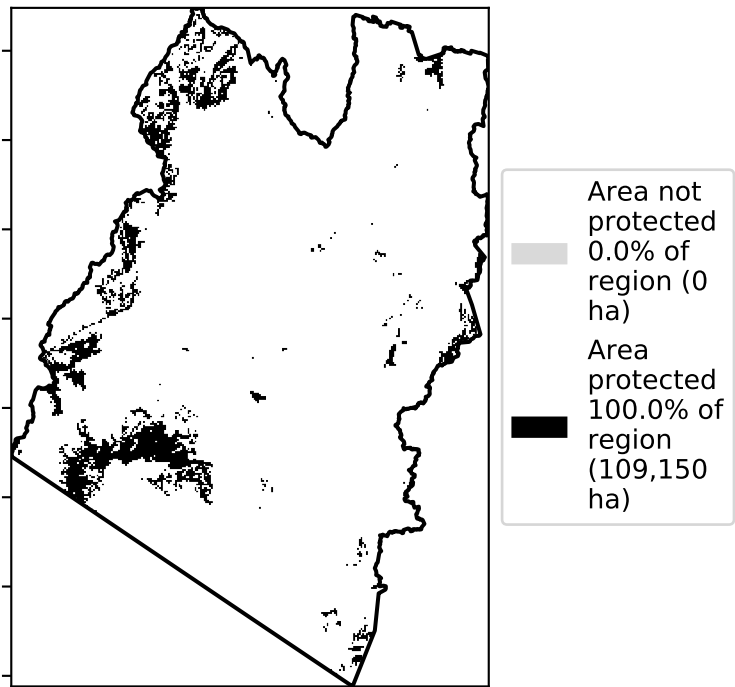 Area not
protected
0.0% of
region (0
ha)
Area
protected
100.0% of
region
(109,150
ha)